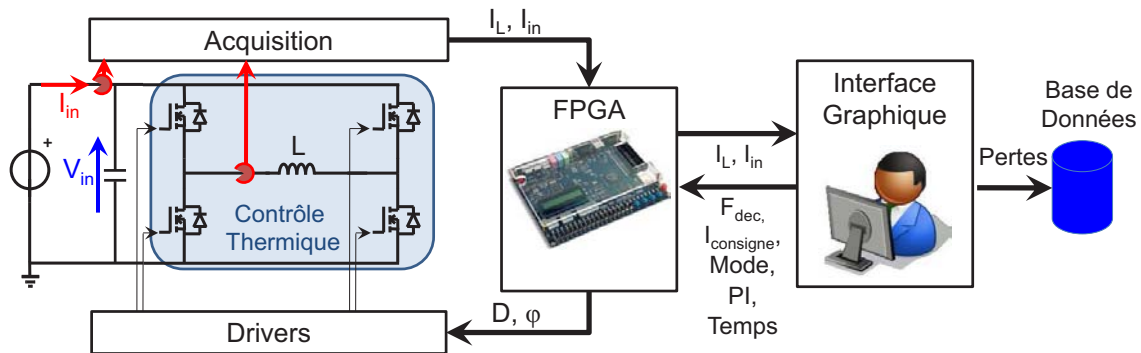 Acquisition
I_L, I_in
I_in
+
V_in
L
Contrôle
Thermique
Drivers
D, φ
FPGA
I_L, I_in
F_dec,
I_consigne,
Mode,
PI,
Temps
Interface
Graphique
Pertes
Base de
Données